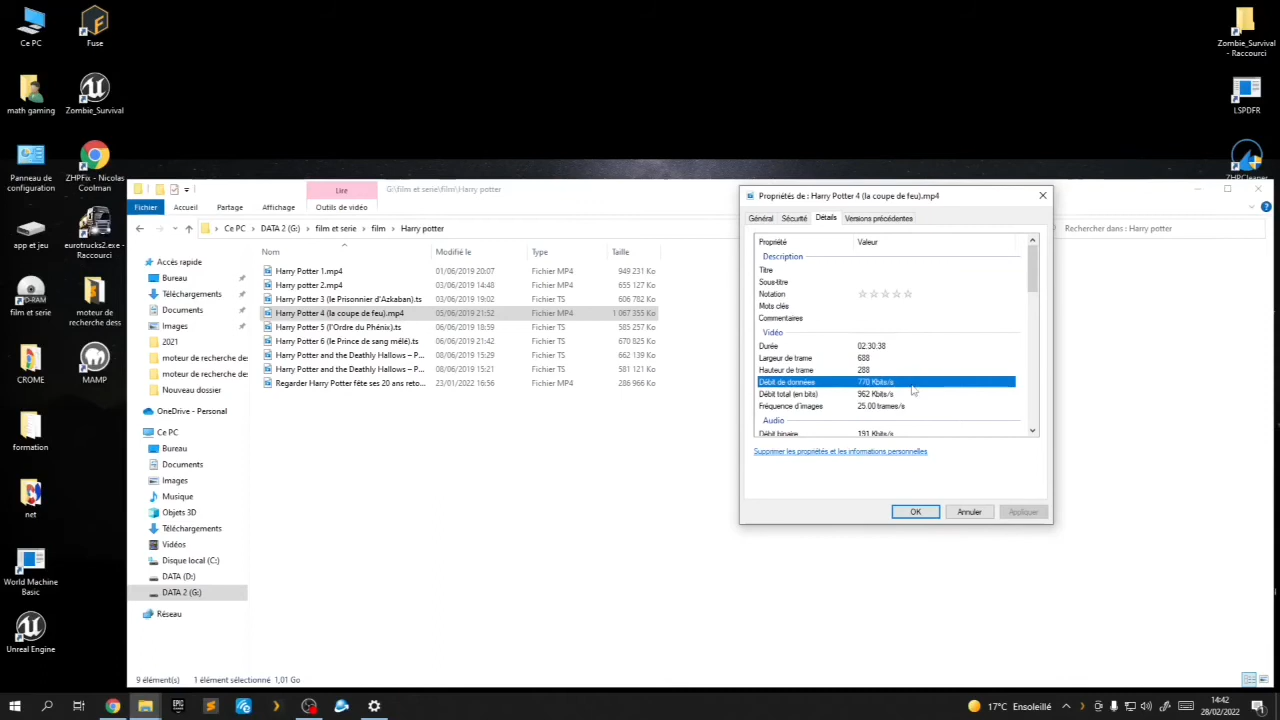 Ce PC
Fuse
math gaming
Zombie_Survival
Panneau de
configuration
ZHPFix - Nicolas
Coolman
app et jeu
eurotrucks2.exe -
Raccourci
film et serie
moteur de
recherche dess
CROME
MAMP
formation
net
World Machine
Basic
Unreal Engine
Zombie_Survival
- Raccourci
LSPDFR
ZHPCleaner
Lire
G:\film et serie\film\Harry potter
Fichier Accueil Partage Affichage Outils de vidéo
Ce PC > DATA 2 (G:) > film et serie > film > Harry potter
Rechercher dans : Harry potter
Accès rapide
Bureau
Téléchargements
Documents
Images
2021
moteur de recherche des
moteur de recherche des
Nouveau dossier
OneDrive - Personal
Ce PC
Bureau
Documents
Images
Musique
Objets 3D
Téléchargements
Vidéos
Disque local (C:)
DATA (D:)
DATA 2 (G:)
Réseau
Nom Modifié le Type Taille
Harry Potter 1.mp4 01/06/2019 20:07 Fichier MP4 949 231 Ko
Harry potter 2.mp4 03/06/2019 14:48 Fichier MP4 655 127 Ko
Harry Potter 3 (le Prisonnier d'Azkaban).ts 03/06/2019 19:02 Fichier TS 606 782 Ko
Harry Potter 4 (la coupe de feu).mp4 05/06/2019 21:52 Fichier MP4 1 067 355 Ko
Harry Potter 5 (l'Ordre du Phénix).ts 06/06/2019 18:59 Fichier TS 585 257 Ko
Harry Potter 6 (le Prince de sang mêlé).ts 06/06/2019 21:42 Fichier TS 670 815 Ko
Harry Potter and the Deathly Hallows – P... 08/06/2019 15:29 Fichier TS 662 139 Ko
Harry Potter and the Deathly Hallows – P... 08/06/2019 15:21 Fichier TS 581 121 Ko
Regarder Harry Potter fête ses 20 ans reto... 23/01/2022 16:56 Fichier MP4 286 966 Ko
9 élément(s) 1 élément sélectionné 1,01 Go
Propriétés de : Harry Potter 4 (la coupe de feu).mp4
Général Sécurité Détails Versions précédentes
Propriété Valeur
Description
Titre
Sous-titre
Notation
Mots clés
Commentaires
Vidéo
Durée 02:30:38
Largeur de trame 688
Hauteur de trame 288
Débit de données 770 Kbits/s
Débit total (en bits) 962 Kbits/s
Fréquence d'images 25.00 trames/s
Audio
Débit binaire 191 Kbits/s
Supprimer les propriétés et les informations personnelles
OK Annuler Appliquer
EPIC
17°C Ensoleillé
14:42
28/02/2022